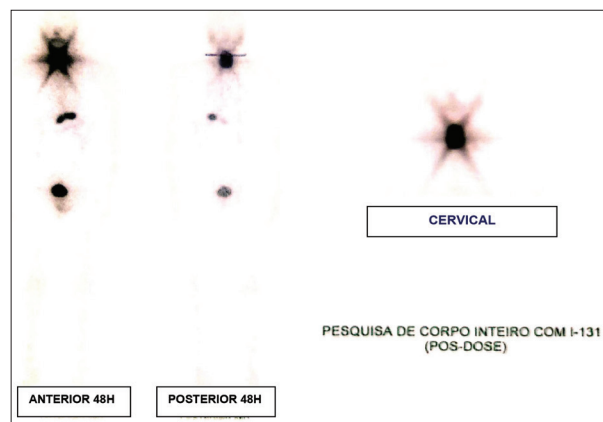 CERVICAL
PESQUISA DE CORPO INTEIRO COM I-131
(POS-DOSE)
ANTERIOR 48H
POSTERIOR 48H